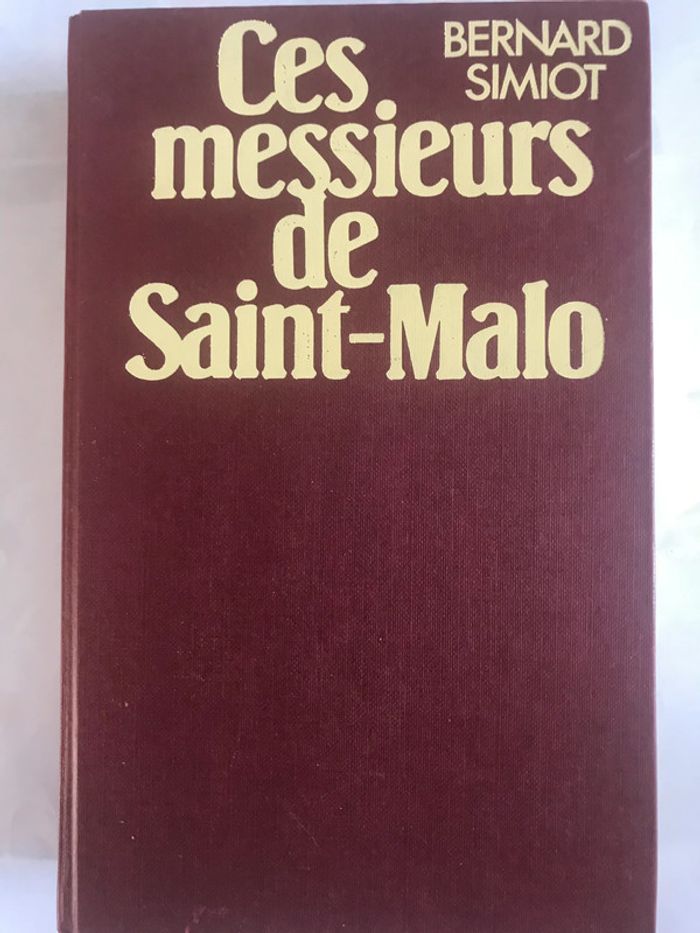 Ces
BERNARD
SIMIOT
messieurs
de
Saint-Malo